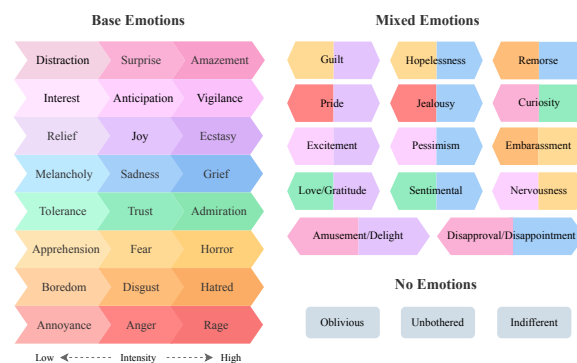 Base Emotions
Distraction Surprise Amazement
Interest Anticipation Vigilance
Relief Joy Ecstasy
Melancholy Sadness Grief
Tolerance Trust Admiration
Apprehension Fear Horror
Boredom Disgust Hatred
Annoyance Anger Rage
Low Intensity High
Mixed Emotions
Guilt Hopelessness Remorse
Pride Jealousy Curiosity
Excitement Pessimism Embarassment
Love/Gratitude Sentimental Nervousness
Amusement/Delight Disapproval/Disappointment
No Emotions
Oblivious Unbothered Indifferent